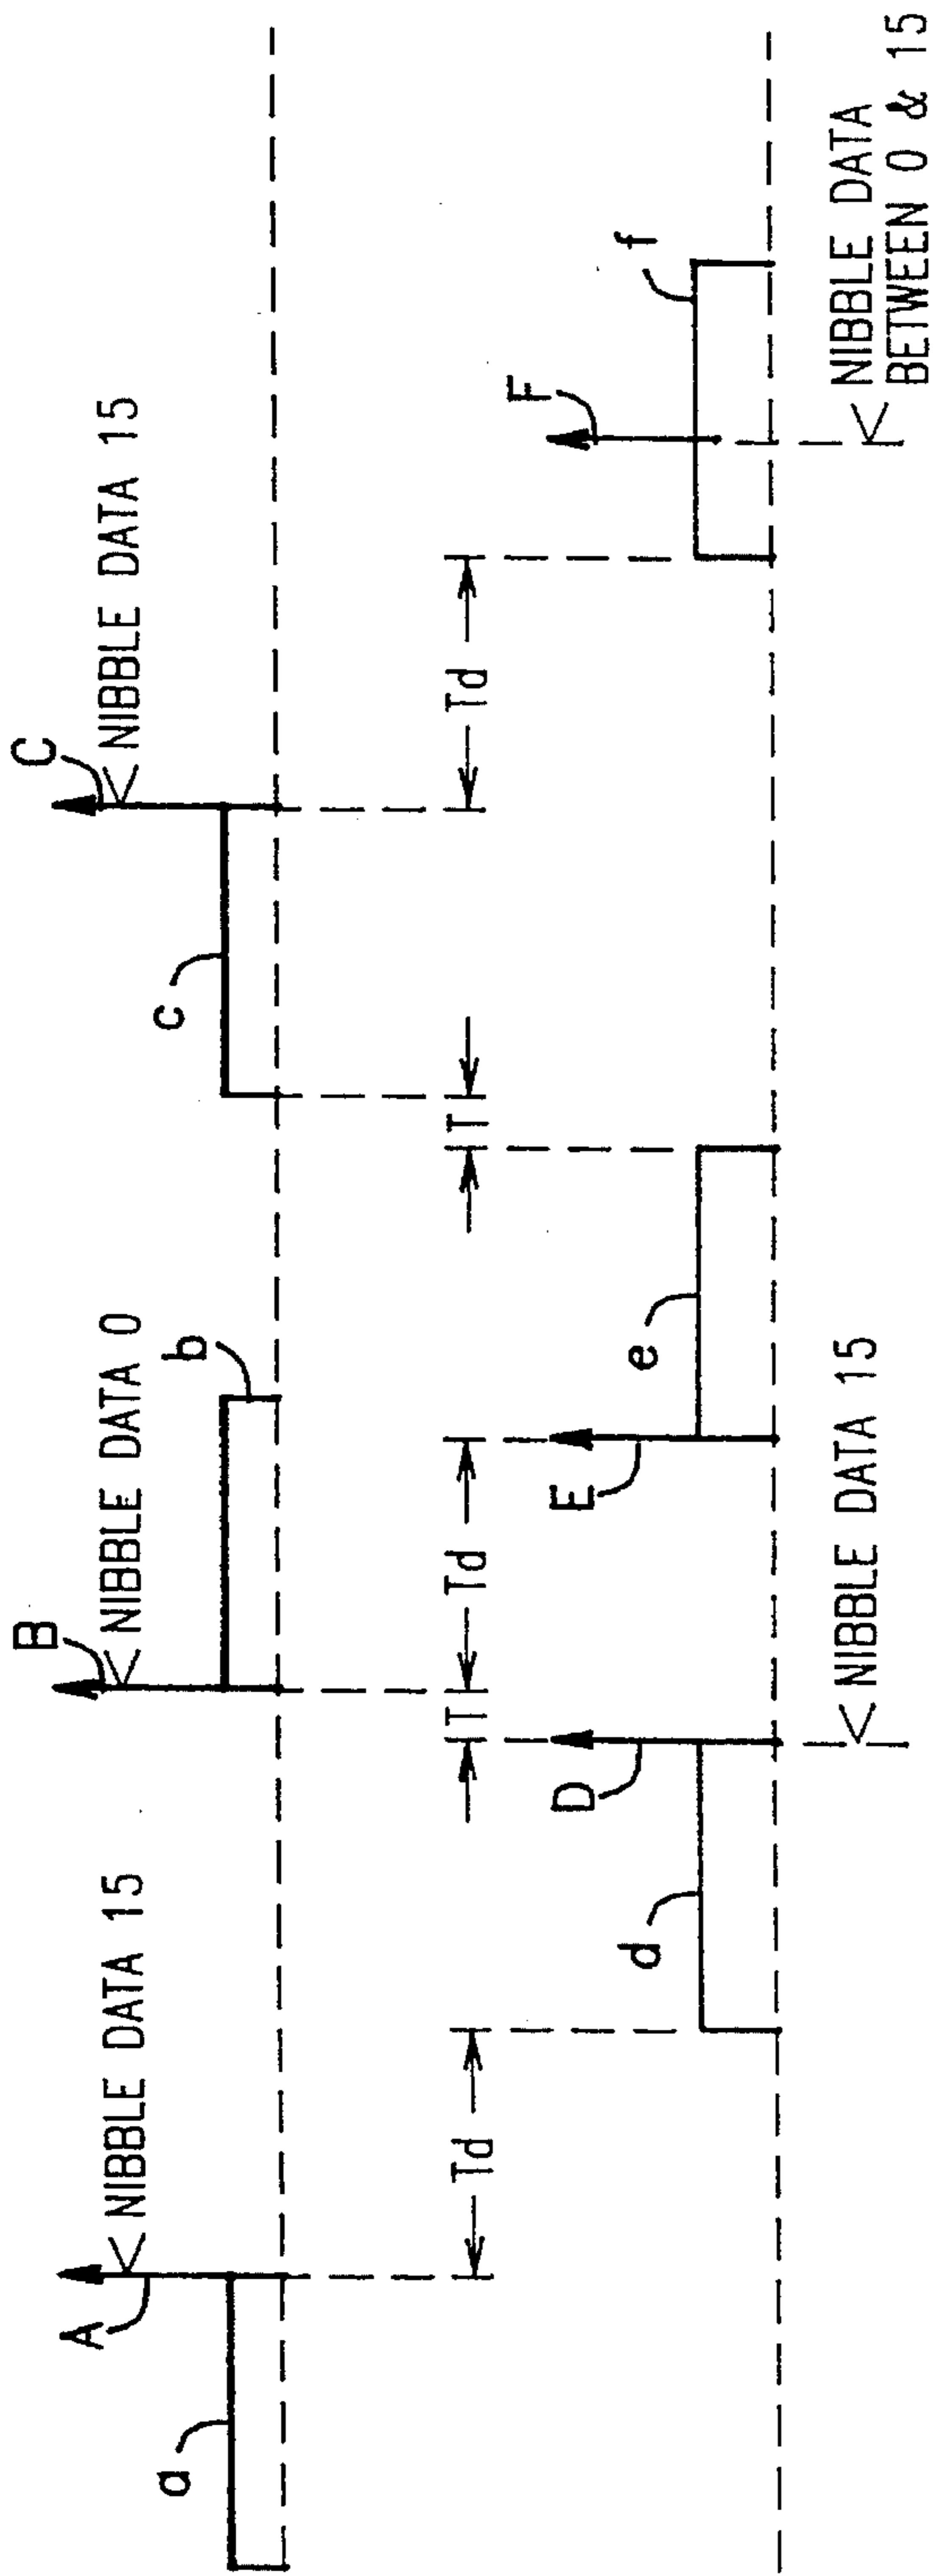 A
B
C
NIBBLE DATA 15
NIBBLE DATA 0
NIBBLE DATA 15
a
b
c
Td
T
Td
T
Td
D
E
F
d
e
f
NIBBLE DATA 15
NIBBLE DATA
BETWEEN 0 & 15